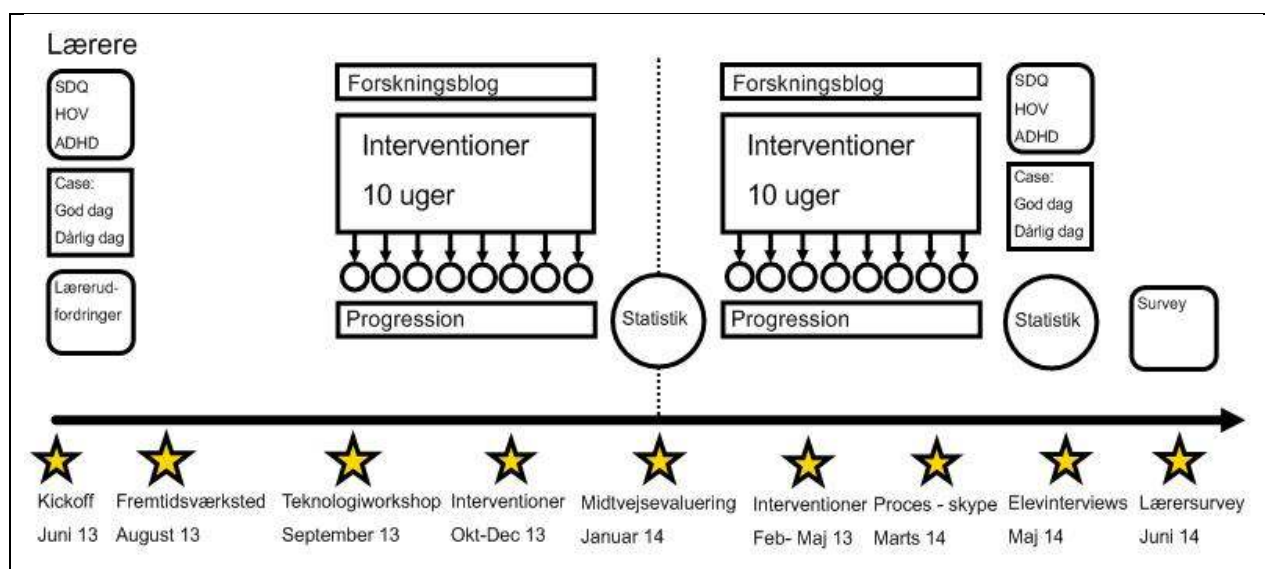 Lærere
SDQ
HOV
ADHD
Case:
God dag
Dårlig dag
Lærerud-
fordringer
Forskningsblog
Interventioner
10 uger
Progression
Statistik
Forskningsblog
Interventioner
10 uger
Progression
SDQ
HOV
ADHD
Case:
God dag
Dårlig dag
Statistik
Survey
Kickoff
Juni 13
Fremtidsværksted
August 13
Teknologiworkshop
September 13
Interventioner
Okt-Dec 13
Midtvejsevaluering
Januar 14
Interventioner
Feb- Maj 13
Proces - skype
Marts 14
Elevinterviews
Maj 14
Lærersurvey
Juni 14